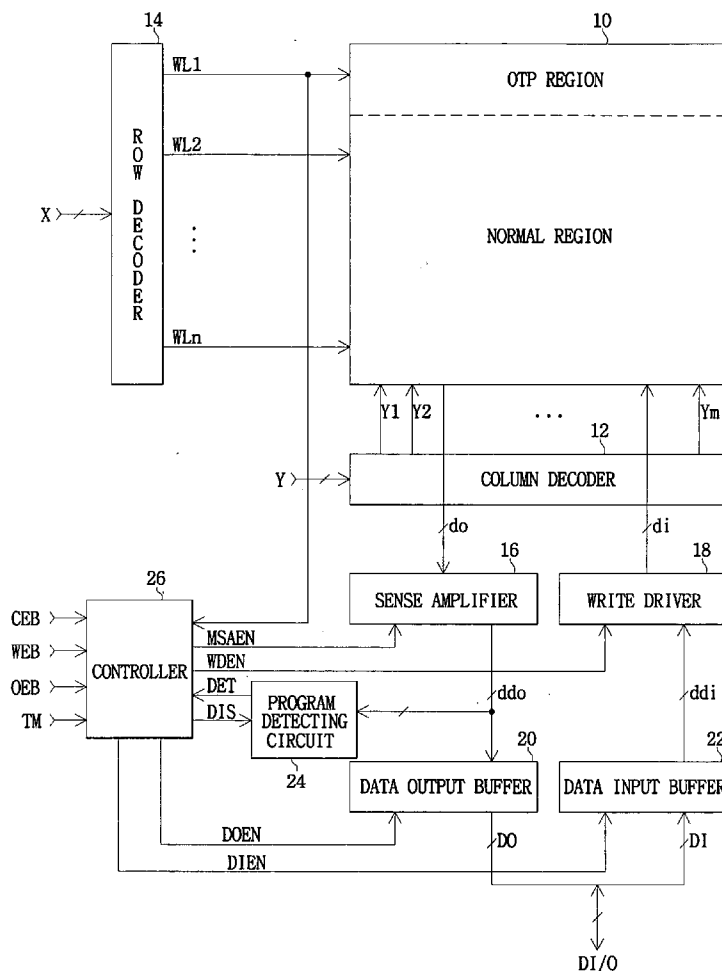 14
10
WL1
OTP REGION
WL2
ROW DECODER
X
...
NORMAL REGION
WLn
Y1
Y2
...
Ym
12
Y
COLUMN DECODER
do
di
26
16
18
CEB
SENSE AMPLIFIER
WRITE DRIVER
MSAEN
WEB
CONTROLLER
WDEN
OEB
DET
PROGRAM
DETECTING
CIRCUIT
ddo
ddi
TM
DIS
24
20
22
DATA OUTPUT BUFFER
DATA INPUT BUFFER
DOEN
DO
DI
DIEN
DI/O